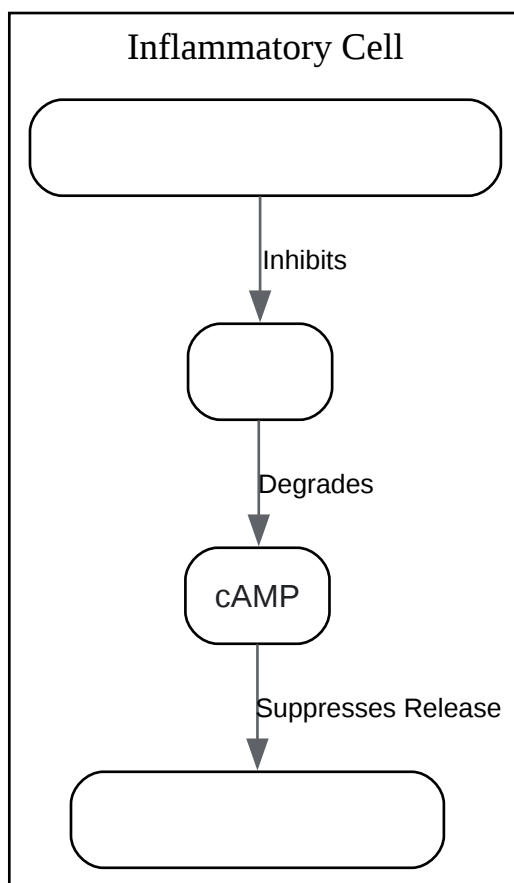 Inflammatory Cell
Inhibits
Degrades
cAMP
Suppresses Release